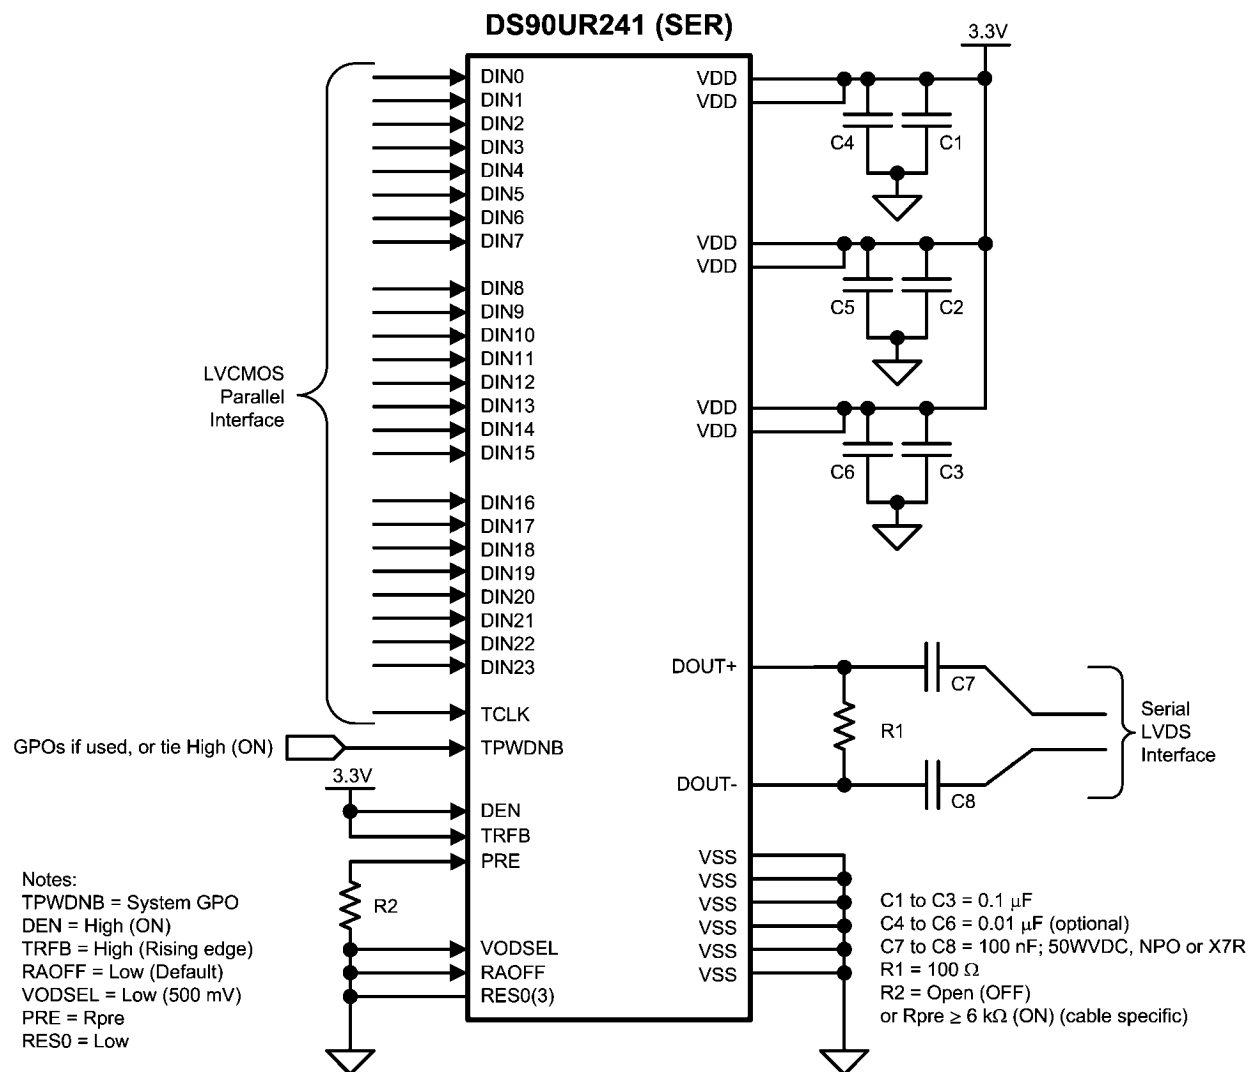 DS90UR241 (SER)
3.3V
DIN0
DIN1
DIN2
DIN3
DIN4
DIN5
DIN6
DIN7
DIN8
DIN9
DIN10
DIN11
DIN12
DIN13
DIN14
DIN15
DIN16
DIN17
DIN18
DIN19
DIN20
DIN21
DIN22
DIN23
TCLK
TPWDNB
DEN
TRFB
PRE
VODSEL
RAOFF
RES0(3)
LVCMOS
Parallel
Interface
GPOs if used, or tie High (ON)
3.3V
R2
VDD
VDD
C4
C1
VDD
VDD
C5
C2
VDD
VDD
C6
C3
DOUT+
C7
R1
DOUT-
C8
Serial
LVDS
Interface
VSS
VSS
VSS
VSS
VSS
VSS
Notes:
TPWDNB = System GPO
DEN = High (ON)
TRFB = High (Rising edge)
RAOFF = Low (Default)
VODSEL = Low (500 mV)
PRE = Rpre
RES0 = Low
C1 to C3 = 0.1 μF
C4 to C6 = 0.01 μF (optional)
C7 to C8 = 100 nF; 50WVDC, NPO or X7R
R1 = 100 Ω
R2 = Open (OFF)
or Rpre ≥ 6 kΩ (ON) (cable specific)